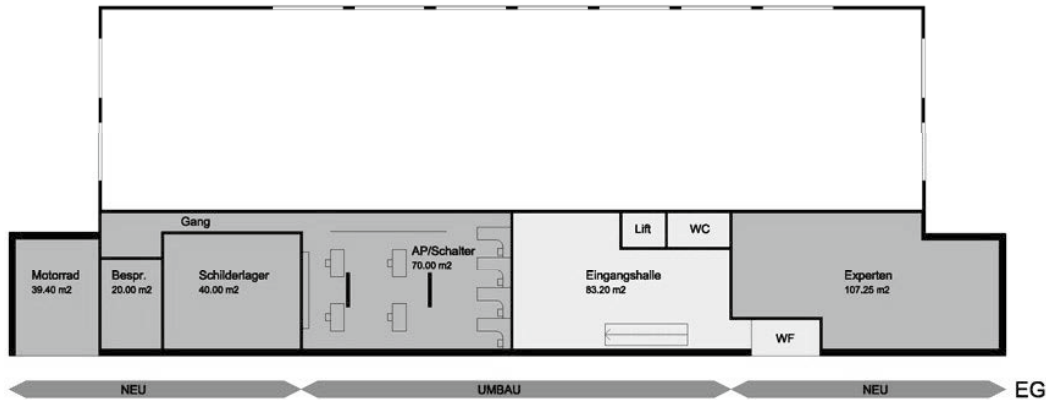 Gang
Lift
WC
Motorrad
39.40 m2
Bespr.
20.00 m2
Schilderlager
40.00 m2
AP/Schalter
70.00 m2
Eingangshalle
83.20 m2
Experten
107.25 m2
WF
NEU
UMBAU
NEU
EG